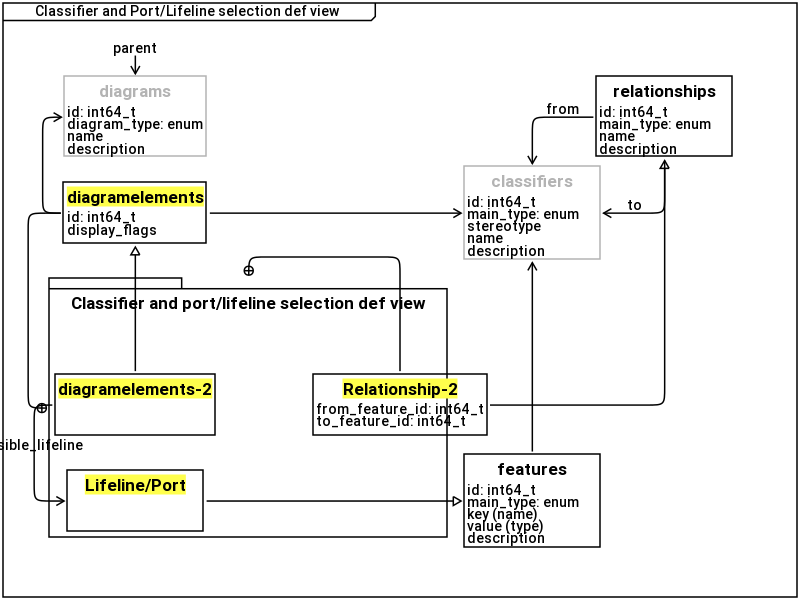 Classifier and Port/Lifeline selection def view
parent
diagrams
id: int64_t
diagram_type: enum
name
description
relationships
id: int64_t
main_type: enum
name
description
from
classifiers
id: int64_t
main_type: enum
stereotype
name
description
to
diagramelements
id: int64_t
display_flags
Classifier and port/lifeline selection def view
diagramelements-2
Relationship-2
from_feature_id: int64_t
to_feature_id: int64_t
sible_lifeline
Lifeline/Port
features
id: int64_t
main_type: enum
key (name)
value (type)
description